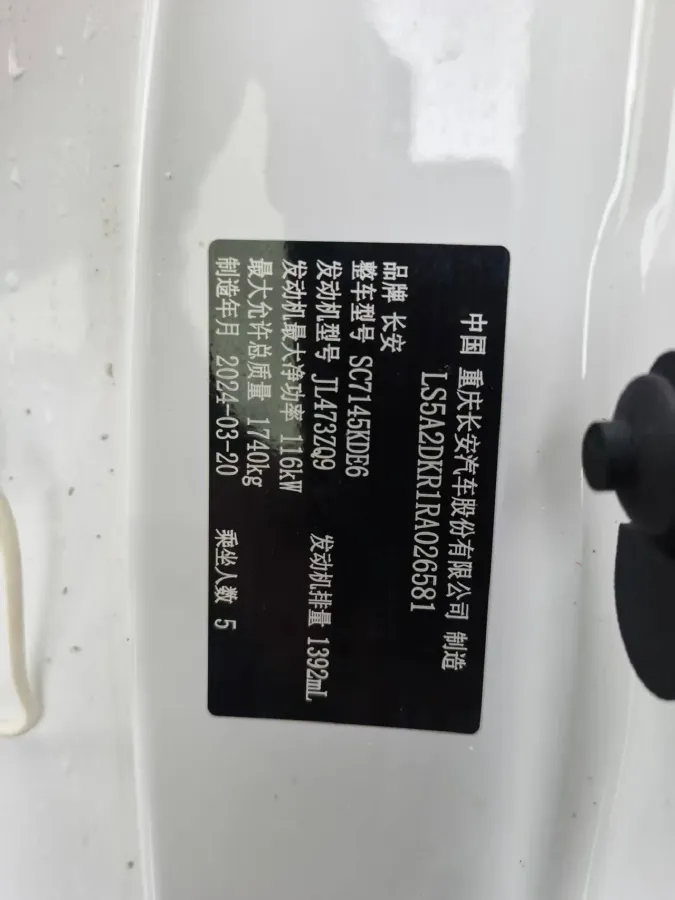 中国 重庆长安汽车股份有限公司 制造
LS5A2DKR1RA026581
品牌 长安
整车型号 SC7145KDE6
发动机型号 JL473ZQ9 发动机排量 1392mL
发动机最大净功率 116kW
最大允许总质量 1740kg
制造年月 2024-03-20 乘坐人数 5